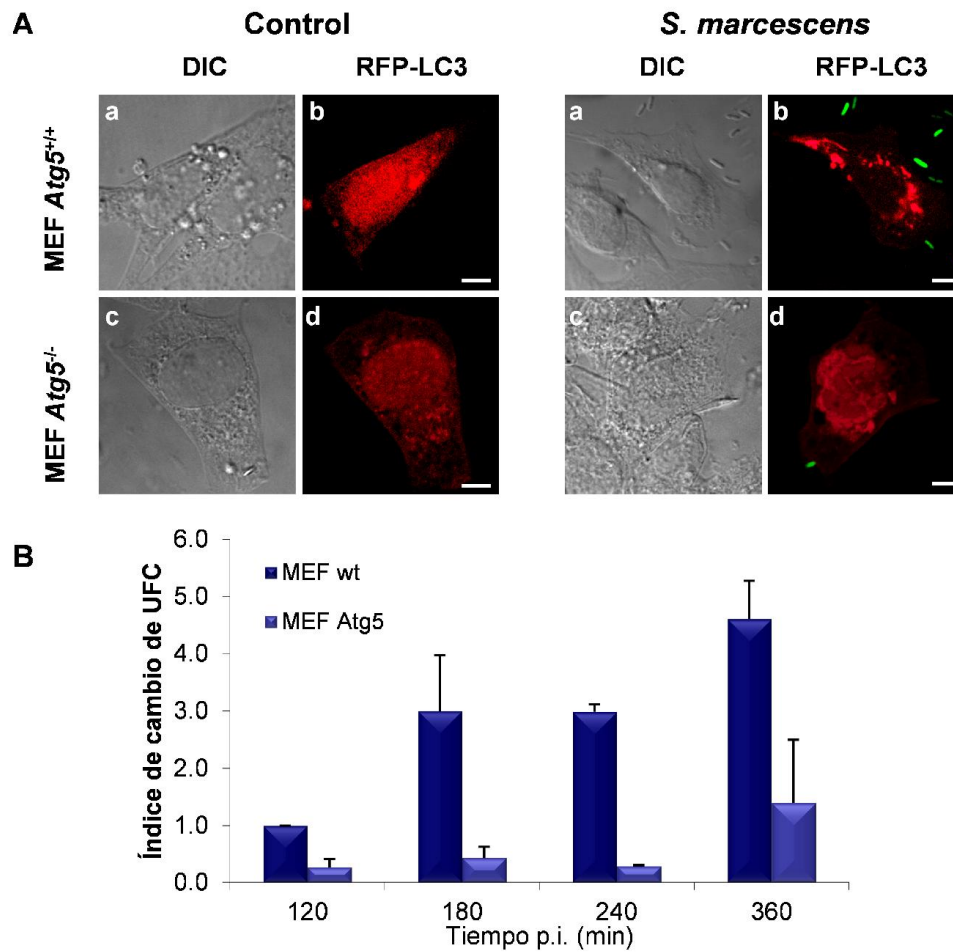 A
Control
S. marcescens
DIC
RFP-LC3
DIC
RFP-LC3
MEF Atg5+/+
a
b
a
b
MEF Atg5-/-
c
d
c
d
B
Índice de cambio de UFC
6.0
5.0
4.0
3.0
2.0
1.0
0.0
MEF wt
MEF Atg5
120
180
240
360
Tiempo p.i. (min)